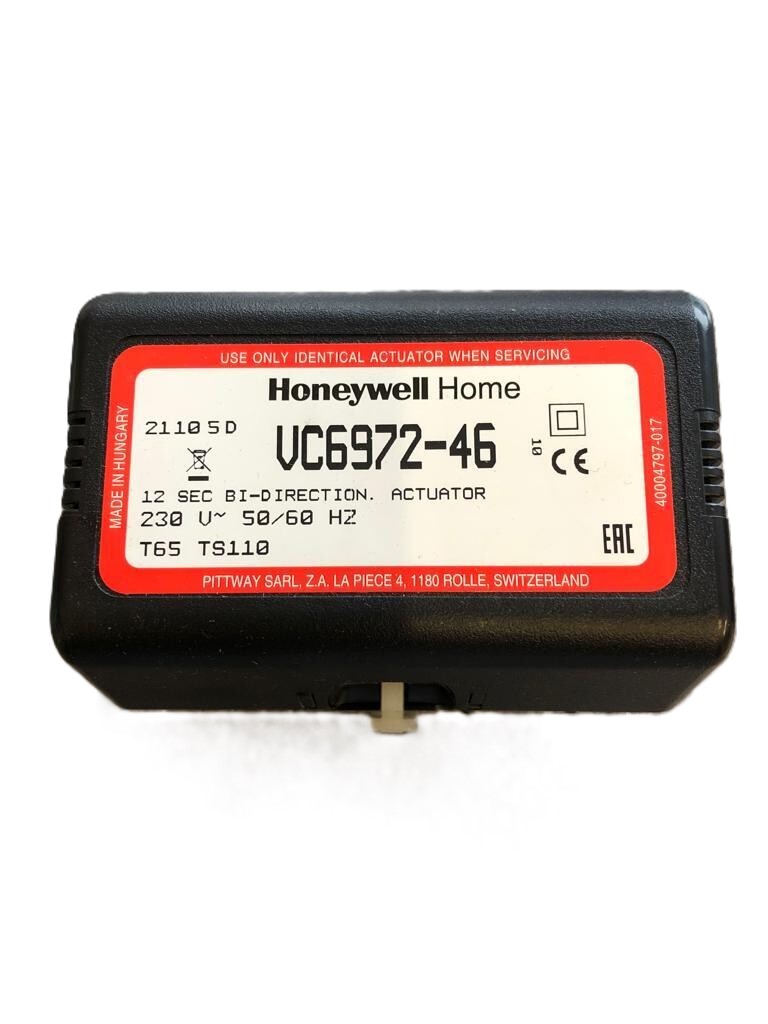 USE ONLY IDENTICAL ACTUATOR WHEN SERVICING
Honeywell Home
21105D
VC6972-46
10
CE
12 SEC BI-DIRECTION. ACTUATOR
230 V~ 50/60 HZ
T65 TS110
EAC
MADE IN HUNGARY
40004797-017
PITTWAY SARL, Z.A. LA PIECE 4, 1180 ROLLE, SWITZERLAND